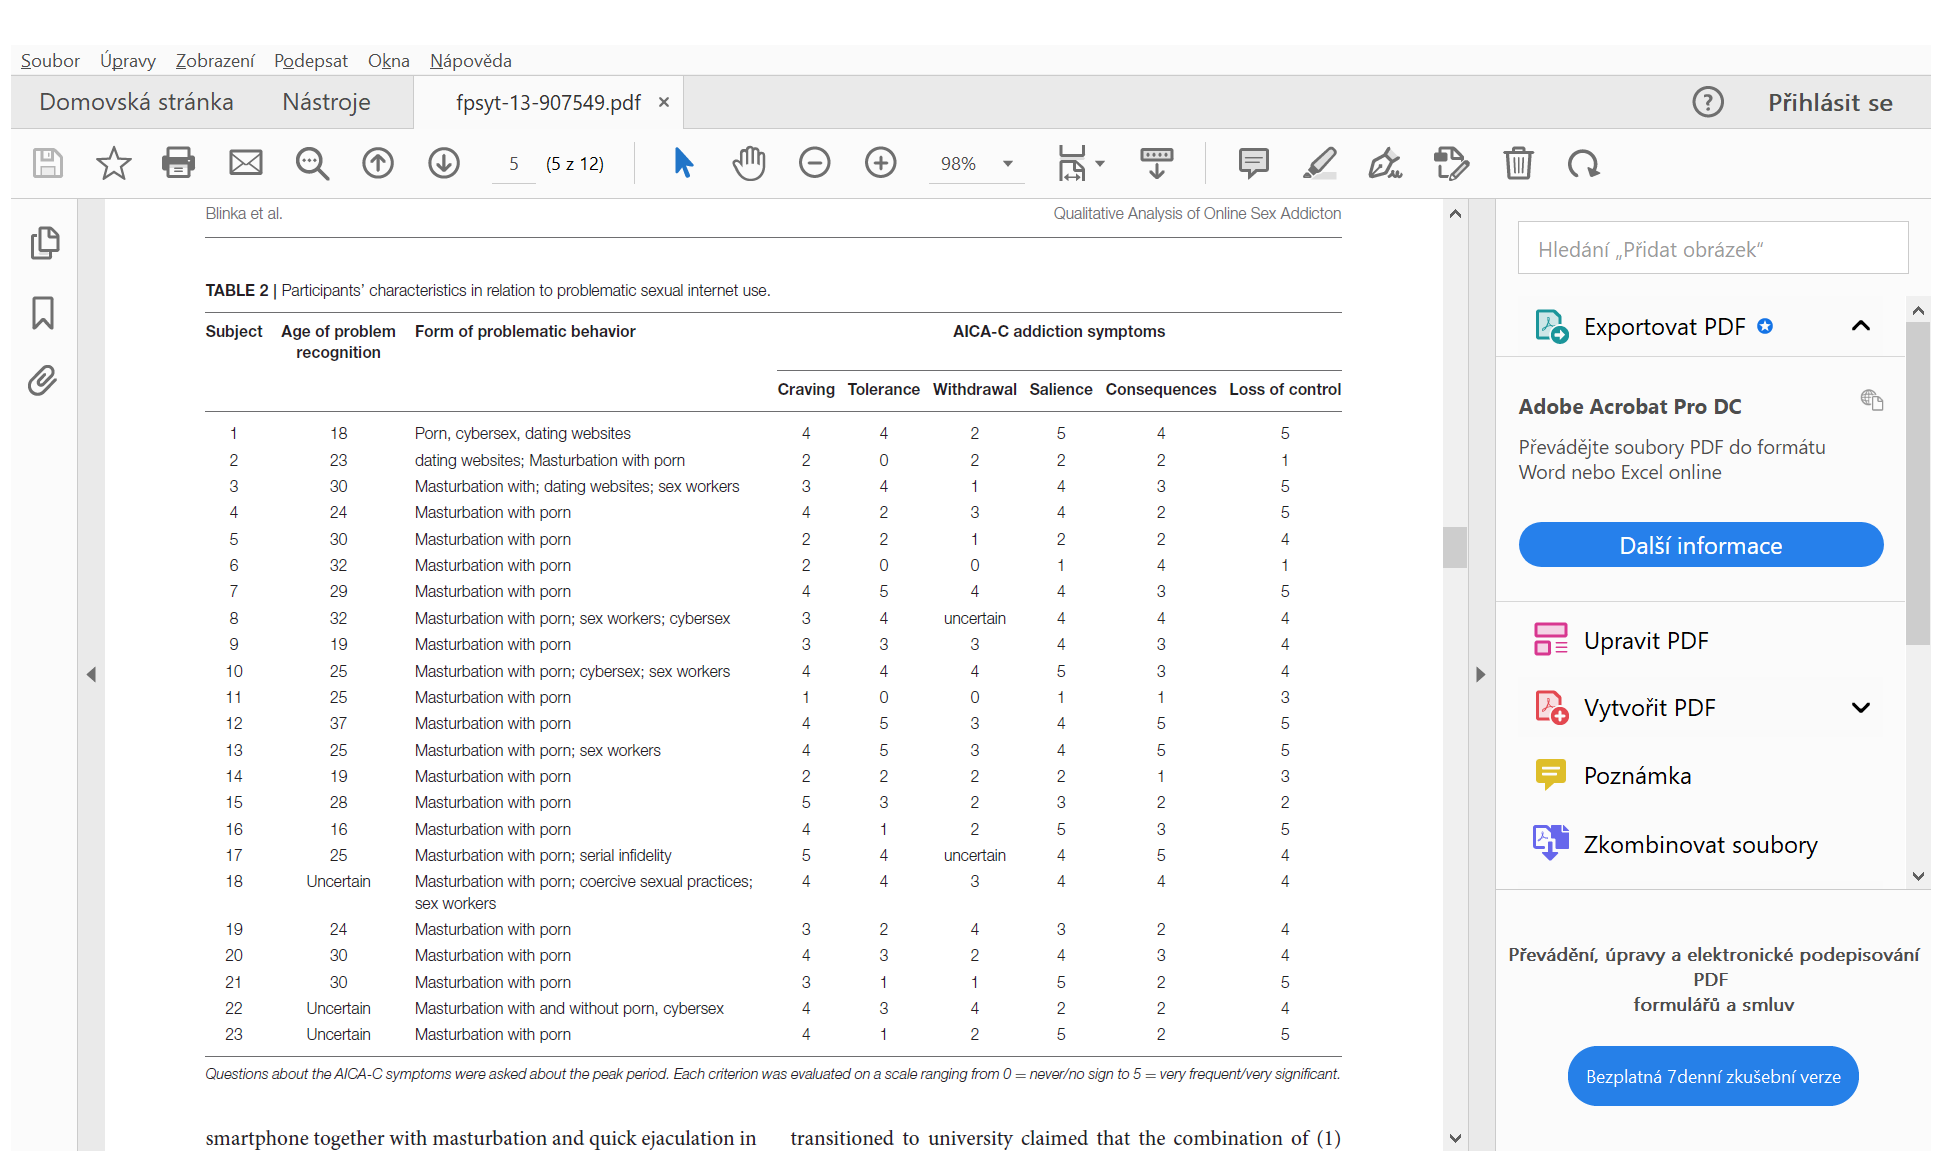 Soubor Úpravy Zobrazení Podepsat Okna Nápověda
Domovská stránka Nástroje fpsyt-13-907549.pdf × ? Přihlásit se
5 (5 z 12) 98%
Blinka et al. Qualitative Analysis of Online Sex Addicton
TABLE 2 | Participants’ characteristics in relation to problematic sexual internet use.
Subject Age of problem Form of problematic behavior AICA-C addiction symptoms
recognition
Craving Tolerance Withdrawal Salience Consequences Loss of control
1 18 Porn, cybersex, dating websites 4 4 2 5 4 5
2 23 dating websites; Masturbation with porn 2 0 2 2 2 1
3 30 Masturbation with; dating websites; sex workers 3 4 1 4 3 5
4 24 Masturbation with porn 4 2 3 4 2 5
5 30 Masturbation with porn 2 2 1 2 2 4
6 32 Masturbation with porn 2 0 0 1 4 1
7 29 Masturbation with porn 4 5 4 4 3 5
8 32 Masturbation with porn; sex workers; cybersex 3 4 uncertain 4 4 4
9 19 Masturbation with porn 3 3 3 4 3 4
10 25 Masturbation with porn; cybersex; sex workers 4 4 4 5 3 4
11 25 Masturbation with porn 1 0 0 1 1 3
12 37 Masturbation with porn 4 5 3 4 5 5
13 25 Masturbation with porn; sex workers 4 5 3 4 5 5
14 19 Masturbation with porn 2 2 2 2 1 3
15 28 Masturbation with porn 5 3 2 3 2 2
16 16 Masturbation with porn 4 1 2 5 3 5
17 25 Masturbation with porn; serial infidelity 5 4 uncertain 4 5 4
18 Uncertain Masturbation with porn; coercive sexual practices; 4 4 3 4 4 4
sex workers
19 24 Masturbation with porn 3 2 4 3 2 4
20 30 Masturbation with porn 4 3 2 4 3 4
21 30 Masturbation with porn 3 1 1 5 2 5
22 Uncertain Masturbation with and without porn, cybersex 4 3 4 2 2 4
23 Uncertain Masturbation with porn 4 1 2 5 2 5
Questions about the AICA-C symptoms were asked about the peak period. Each criterion was evaluated on a scale ranging from 0 = never/no sign to 5 = very frequent/very significant.
smartphone together with masturbation and quick ejaculation in
transitioned to university claimed that the combination of (1)
Hledání „Přidat obrázek“
Exportovat PDF
Adobe Acrobat Pro DC
Převádějte soubory PDF do formátu
Word nebo Excel online
Další informace
Upravit PDF
Vytvořit PDF
Poznámka
Zkombinovat soubory
Převádění, úpravy a elektronické podepisování
PDF
formulářů a smluv
Bezplatná 7denní zkušební verze